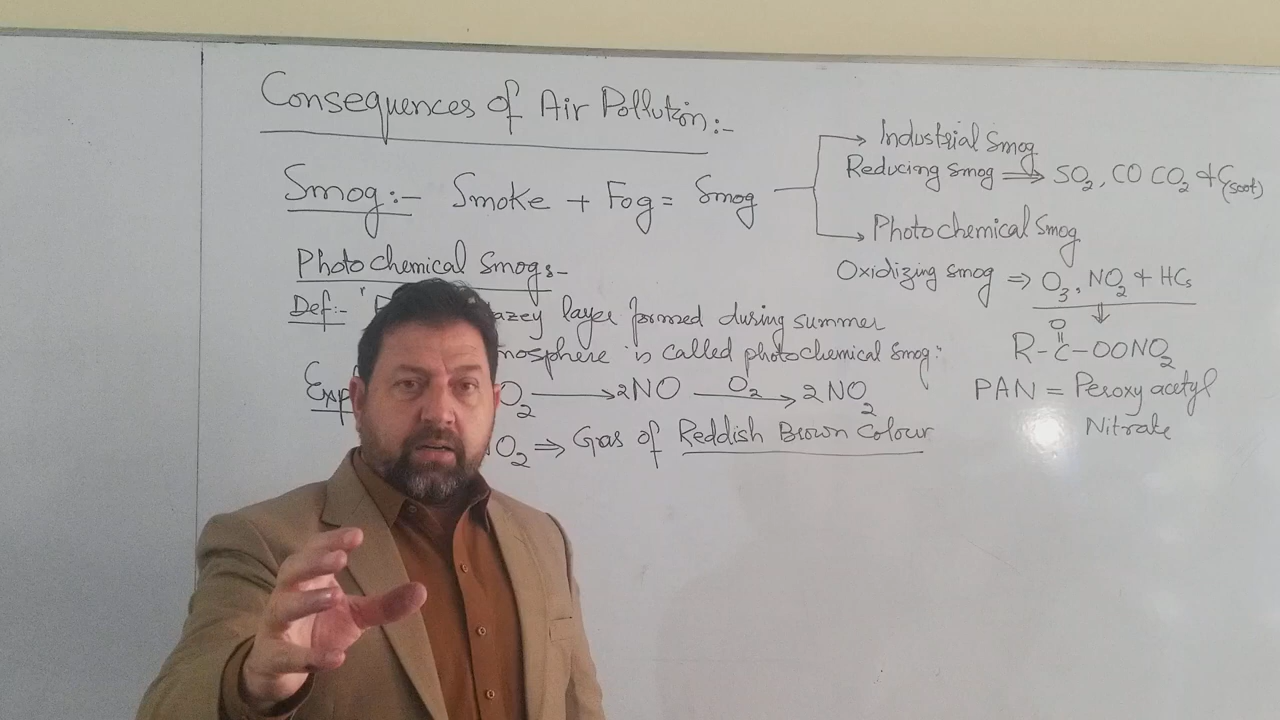 Consequences of Air Pollution:-
Smog:- Smoke + Fog = Smog
Industrial Smog
Reducing Smog ⇒ SO₂, CO CO₂ + C(soot)
Photochemical Smog
Oxidizing smog ⇒ O₃, NO₂ + HCs
O
R-C-OONO₂
PAN = Peroxy acetyl
Nitrate
Photochemical Smog:-
Def:- azey layer formed during summer
mosphere is called photochemical Smog."
Exp O₂ → 2NO O₂ → 2NO₂
NO₂ ⇒ Gas of Reddish Brown Colour